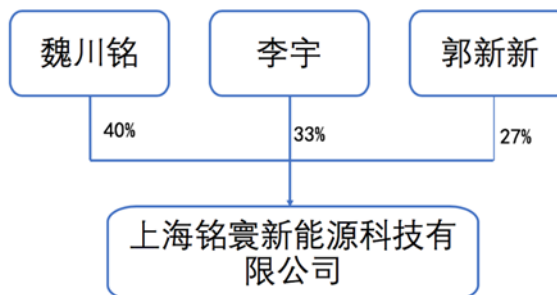 魏川铭
李宇
郭新新
40%
33%
27%
上海铭寰新能源科技有
限公司